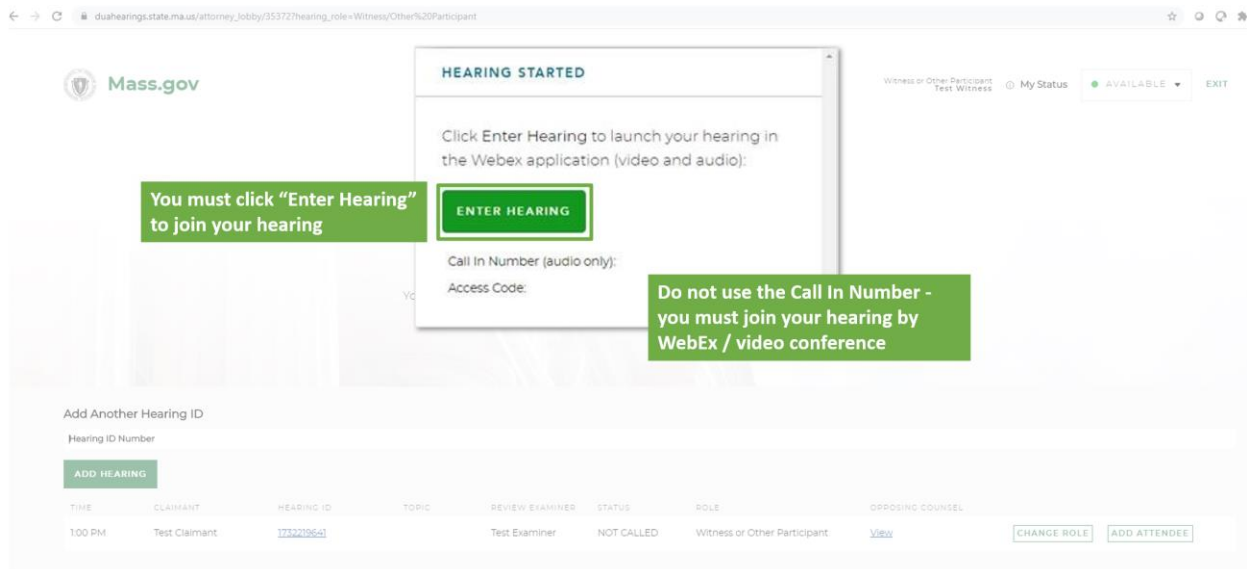 duahearings.state.ma.us/attorney_lobby/35372?hearing_role=Witness/Other%20Participant
Mass.gov
Witness or Other Participant
Test Witness
My Status
AVAILABLE
EXIT
HEARING STARTED
Click Enter Hearing to launch your hearing in
the Webex application (video and audio):
ENTER HEARING
You must click “Enter Hearing”
to join your hearing
Call In Number (audio only):
Access Code:
Do not use the Call In Number -
you must join your hearing by
WebEx / video conference
Add Another Hearing ID
Hearing ID Number
ADD HEARING
TIME CLAIMANT HEARING ID TOPIC REVIEW EXAMINER STATUS ROLE OPPOSING COUNSEL
1:00 PM Test Claimant 1732219641 Test Examiner NOT CALLED Witness or Other Participant View CHANGE ROLE ADD ATTENDEE